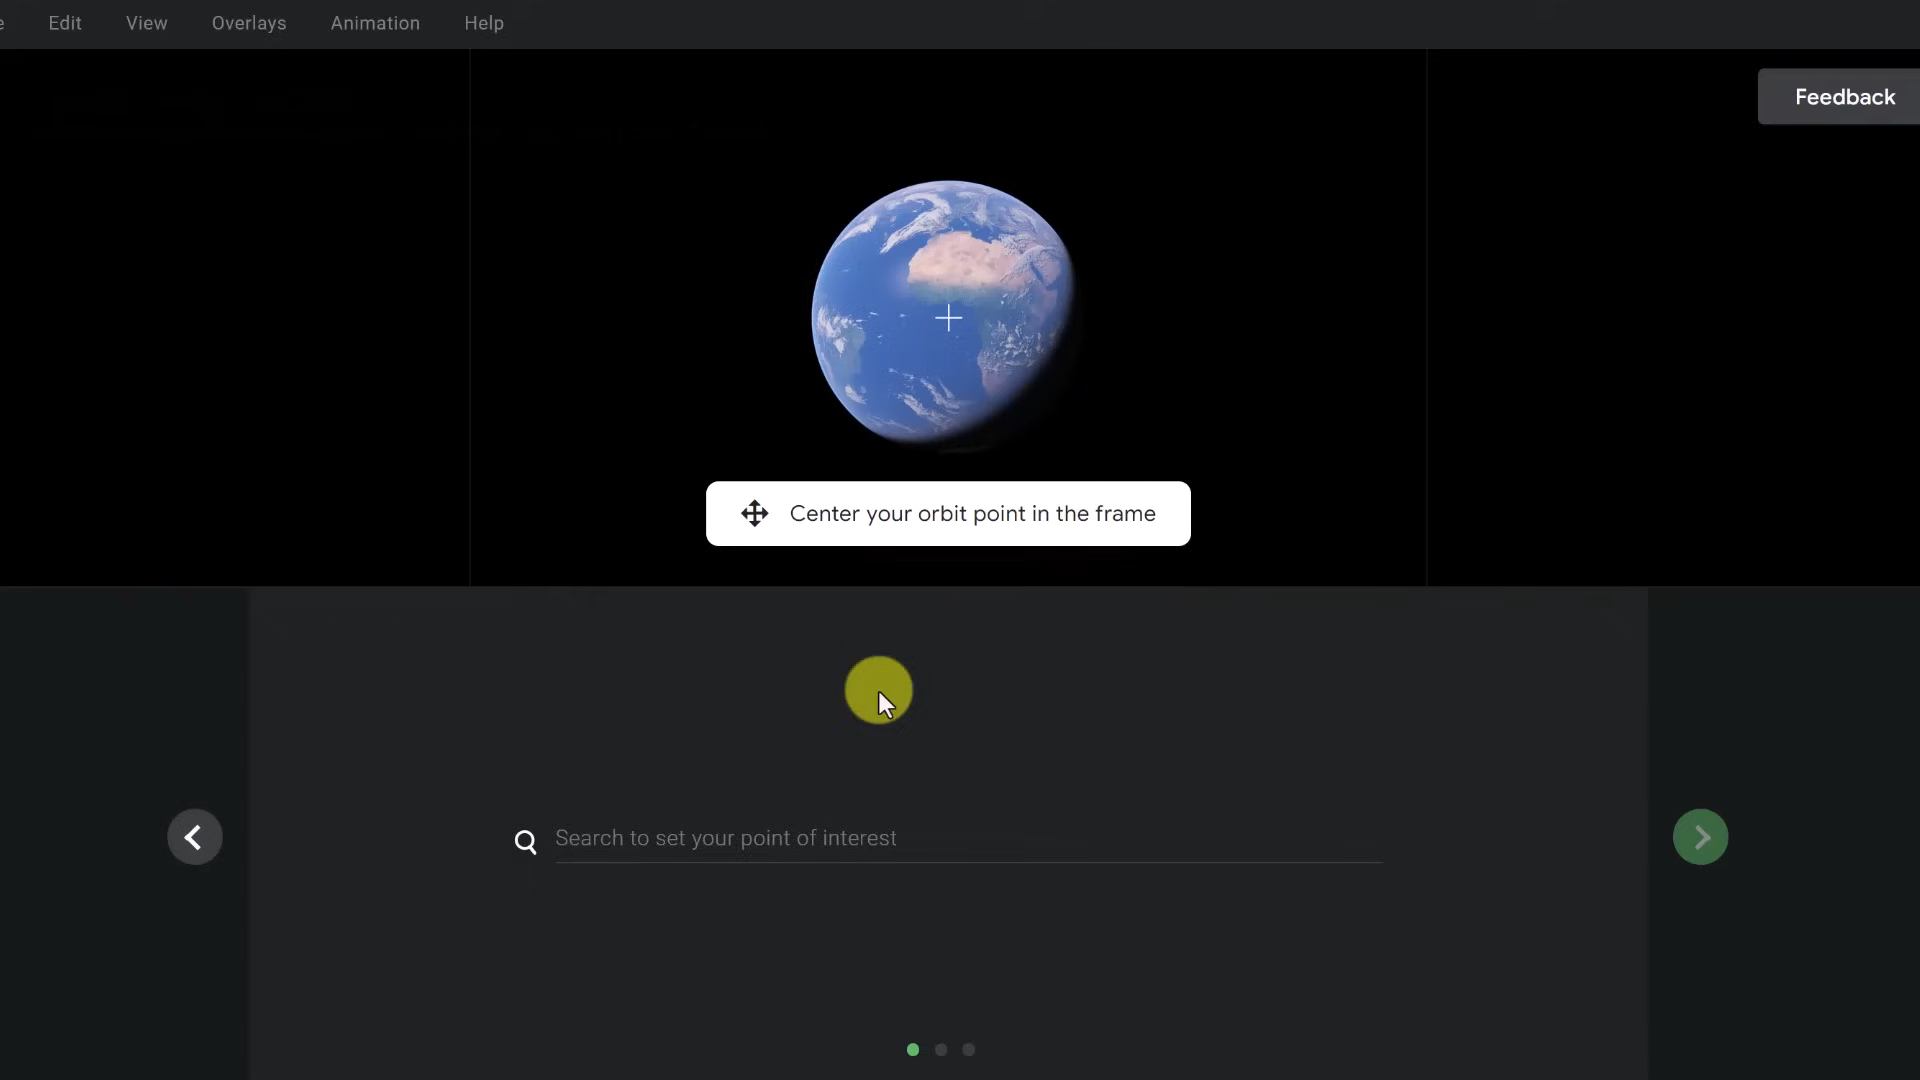 e Edit View Overlays Animation Help
Feedback
Center your orbit point in the frame
Search to set your point of interest